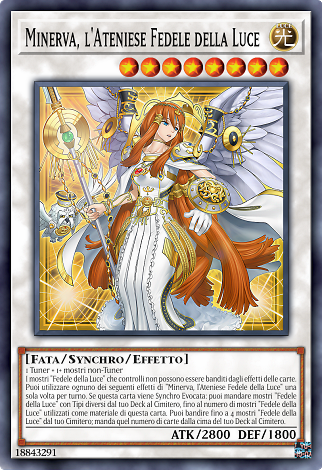 Minerva, l'Ateniese Fedele della Luce
光
[Fata/Synchro/Effetto]
1 Tuner + 1+ mostri non-Tuner
I mostri "Fedele della Luce" che controlli non possono essere banditi dagli effetti delle carte.
Puoi utilizzare ognuno dei seguenti effetti di "Minerva, l'Ateniese Fedele della Luce" una
sola volta per turno. Se questa carta viene Synchro Evocata: puoi mandare mostri "Fedele
della Luce" con Tipi diversi dal tuo Deck al Cimitero, fino al numero di mostri "Fedele della
Luce" utilizzati come materiale di questa carta. Puoi bandire fino a 4 mostri "Fedele della
Luce" dal tuo Cimitero; manda quel numero di carte dalla cima del tuo Deck al Cimitero.
ATK/2800 DEF/1800
18843291